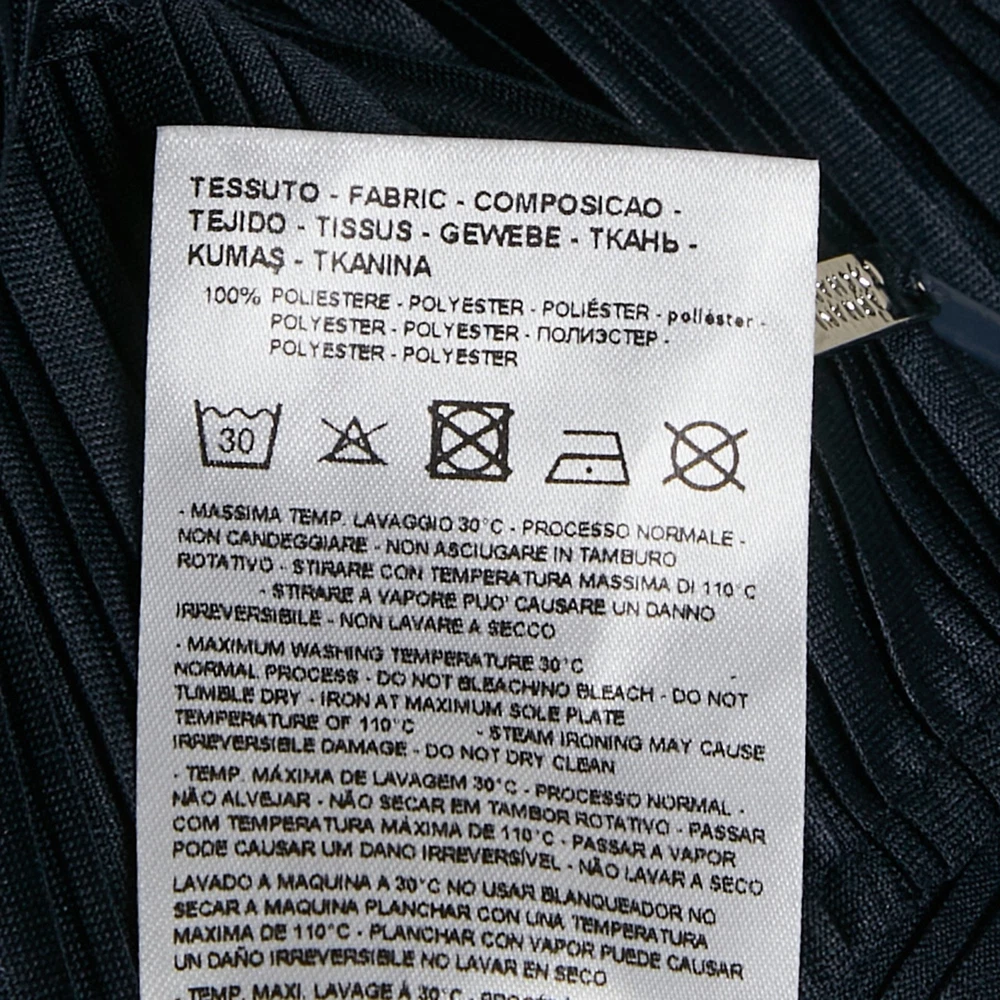 TESSUTO - FABRIC - COMPOSICAO -
TEJIDO - TISSUS - GEWEBE - ТКАНЬ -
KUMAŞ - TKANINA
100% POLIESTERE - POLYESTER - POLIÉSTER - poliéster -
POLYESTER - POLYESTER - ПОЛИЭСТЕР -
POLYESTER - POLYESTER
30
- MASSIMA TEMP. LAVAGGIO 30°C - PROCESSO NORMALE -
NON CANDEGGIARE - NON ASCIUGARE IN TAMBURO
ROTATIVO - STIRARE CON TEMPERATURA MASSIMA DI 110°C
- STIRARE A VAPORE PUO' CAUSARE UN DANNO
IRREVERSIBILE - NON LAVARE A SECCO
- MAXIMUM WASHING TEMPERATURE 30°C -
NORMAL PROCESS - DO NOT BLEACH/NO BLEACH - DO NOT
TUMBLE DRY - IRON AT MAXIMUM SOLE PLATE
TEMPERATURE OF 110°C - STEAM IRONING MAY CAUSE
IRREVERSIBLE DAMAGE - DO NOT DRY CLEAN
- TEMP. MÁXIMA DE LAVAGEM 30°C - PROCESSO NORMAL -
NÃO ALVEJAR - NÃO SECAR EM TAMBOR ROTATIVO - PASSAR
COM TEMPERATURA MÁXIMA DE 110°C - PASSAR A VAPOR
PODE CAUSAR UM DANO IRREVERSÍVEL - NÃO LAVAR A SECO
LAVADO A MAQUINA A 30°C NO USAR BLANQUEADOR NO
SECAR A MAQUINA PLANCHAR CON UNA TEMPERATURA
MAXIMA DE 110°C - PLANCHAR CON VAPOR PUEDE CAUSAR
UN DAÑO IRREVERSIBLE NO LAVAR EN SECO
- TEMP. MAXI. LAVAGE À 30°C -